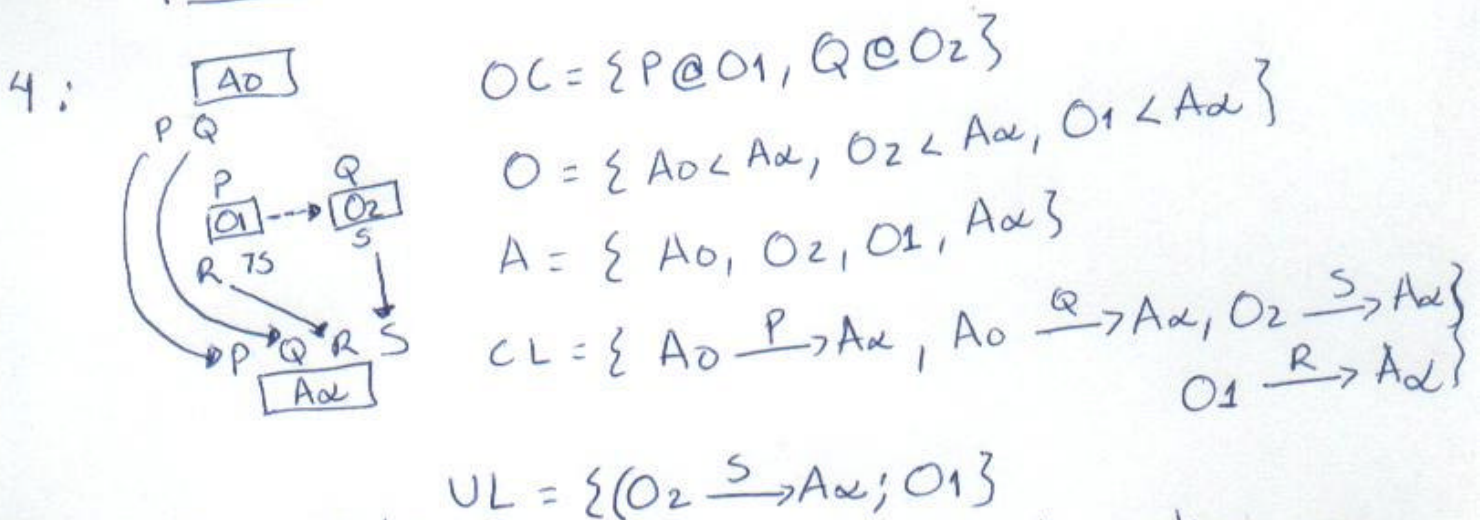 4: A0 OC = {P@O1, Q@O2}
P Q
O = { A0 < Aα, O2 < Aα, O1 < Aα }
P Q
O1 O2
S
R ⁊S
A = { A0, O2, O1, Aα }
P Q R S
Aα
CL = { A0 —P→ Aα, A0 —Q→ Aα, O2 —S→ Aα }
O1 —R→ Aα }
UL = {(O2 —S→ Aα; O1}